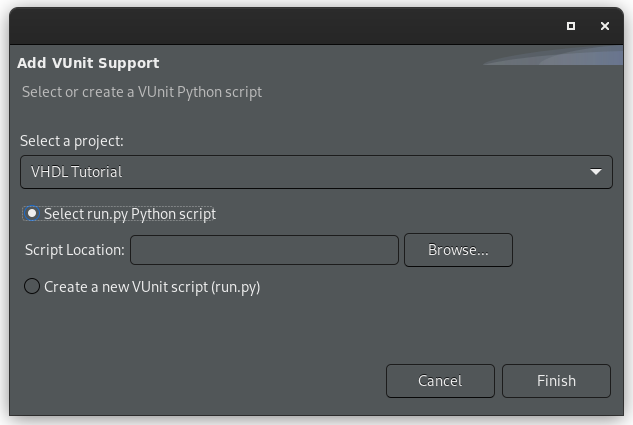 Add VUnit Support
Select or create a VUnit Python script
Select a project:
VHDL Tutorial
Select run.py Python script
Script Location: Browse...
Create a new VUnit script (run.py)
Cancel Finish